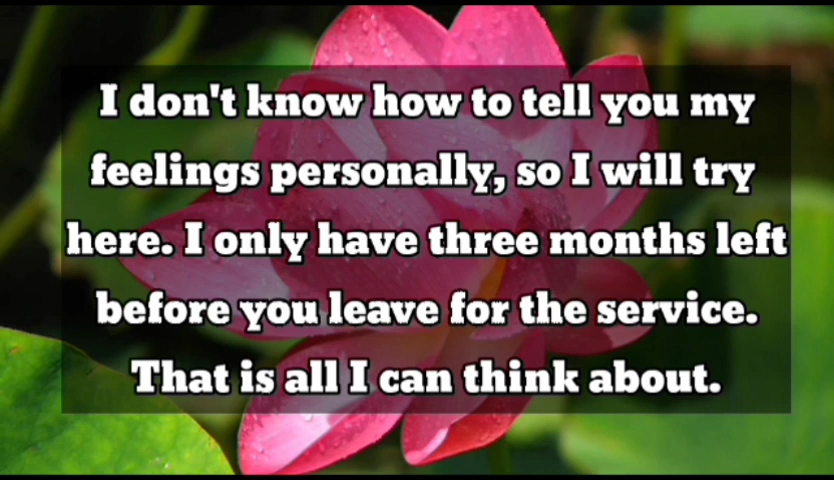 I don't know how to tell you my
feelings personally, so I will try
here. I only have three months left
before you leave for the service.
That is all I can think about.